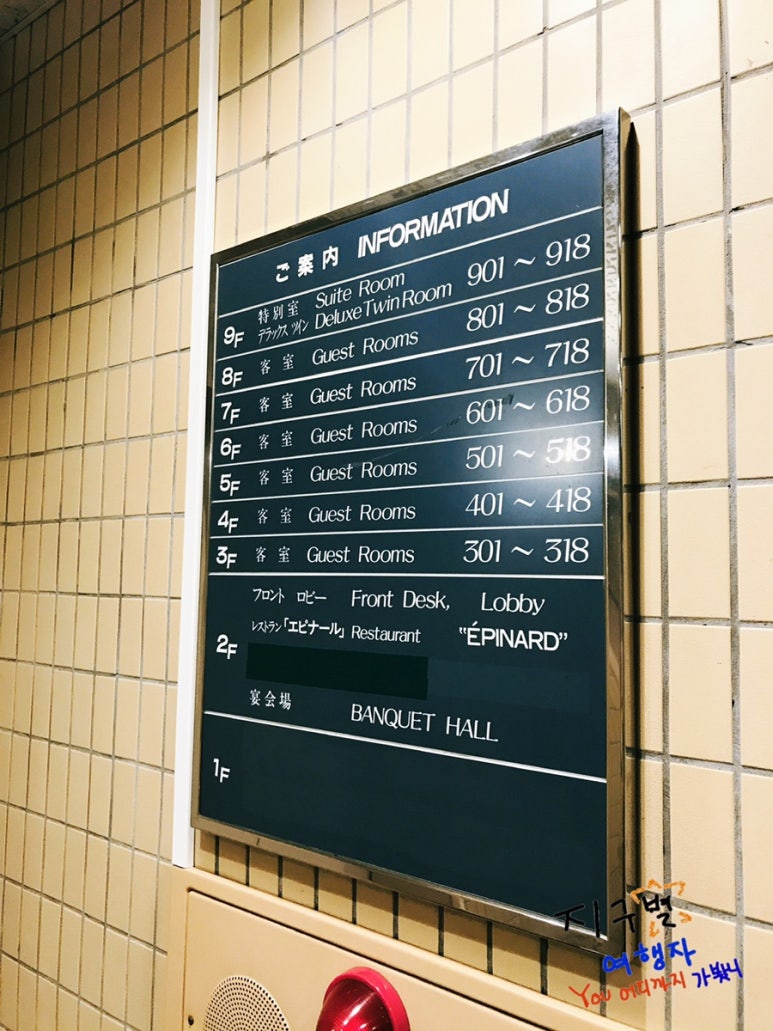 ご案内 INFORMATION
9F 特別室 Suite Room 901 ~ 918
デラックス ツイン Deluxe Twin Room
8F 客室 Guest Rooms 801 ~ 818
7F 客室 Guest Rooms 701 ~ 718
6F 客室 Guest Rooms 601 ~ 618
5F 客室 Guest Rooms 501 ~ 518
4F 客室 Guest Rooms 401 ~ 418
3F 客室 Guest Rooms 301 ~ 318
フロント ロビー Front Desk, Lobby
2F レストラン「エピナール」 Restaurant "ÉPINARD"
宴会場 BANQUET HALL
1F
지구별
여행자
You 어디까지 가봤니